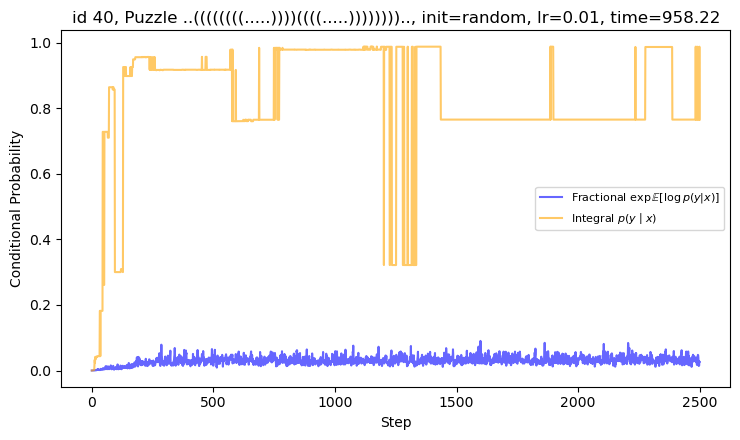 id 40, Puzzle ..((((((((.....))))((((.....)))))))).., init=random, lr=0.01, time=958.22
1.0
0.8
0.6
0.4
0.2
0.0
Conditional Probability
Fractional exp𝔼[log p(y|x)]
Integral p(y | x)
0
500
1000
1500
2000
2500
Step